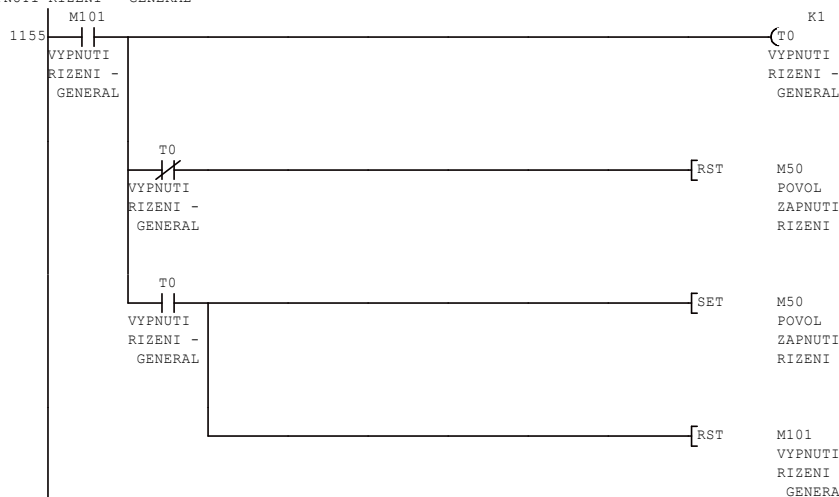 M101 K1
1155 T0
VYPNUTI VYPNUTI
RIZENI - RIZENI -
GENERAL GENERAL
T0
RST M50
VYPNUTI POVOL
RIZENI - ZAPNUTI
GENERAL RIZENI
T0
SET M50
VYPNUTI POVOL
RIZENI - ZAPNUTI
GENERAL RIZENI
RST M101
VYPNUTI
RIZENI
GENERA